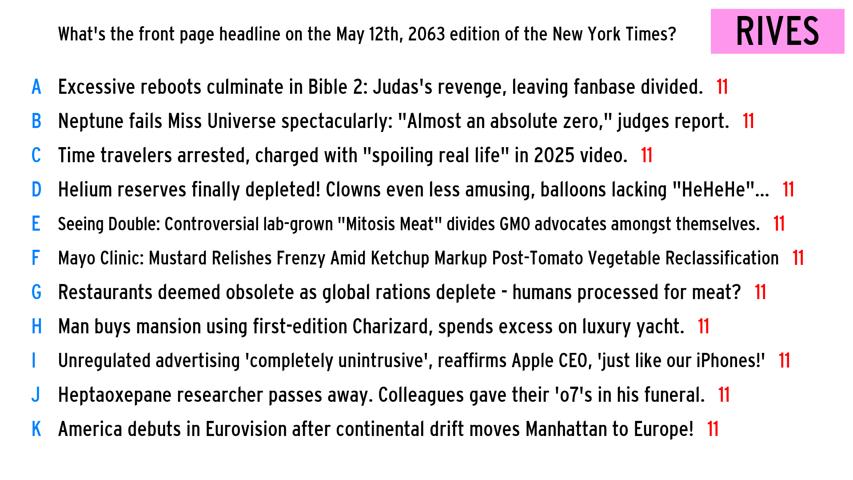 What's the front page headline on the May 12th, 2063 edition of the New York Times?
RIVES
A Excessive reboots culminate in Bible 2: Judas's revenge, leaving fanbase divided. 11
B Neptune fails Miss Universe spectacularly: "Almost an absolute zero," judges report. 11
C Time travelers arrested, charged with "spoiling real life" in 2025 video. 11
D Helium reserves finally depleted! Clowns even less amusing, balloons lacking "HeHeHe"... 11
E Seeing Double: Controversial lab-grown "Mitosis Meat" divides GMO advocates amongst themselves. 11
F Mayo Clinic: Mustard Relishes Frenzy Amid Ketchup Markup Post-Tomato Vegetable Reclassification 11
G Restaurants deemed obsolete as global rations deplete - humans processed for meat? 11
H Man buys mansion using first-edition Charizard, spends excess on luxury yacht. 11
I Unregulated advertising 'completely unintrusive', reaffirms Apple CEO, 'just like our iPhones!' 11
J Heptaoxepane researcher passes away. Colleagues gave their 'o7's in his funeral. 11
K America debuts in Eurovision after continental drift moves Manhattan to Europe! 11